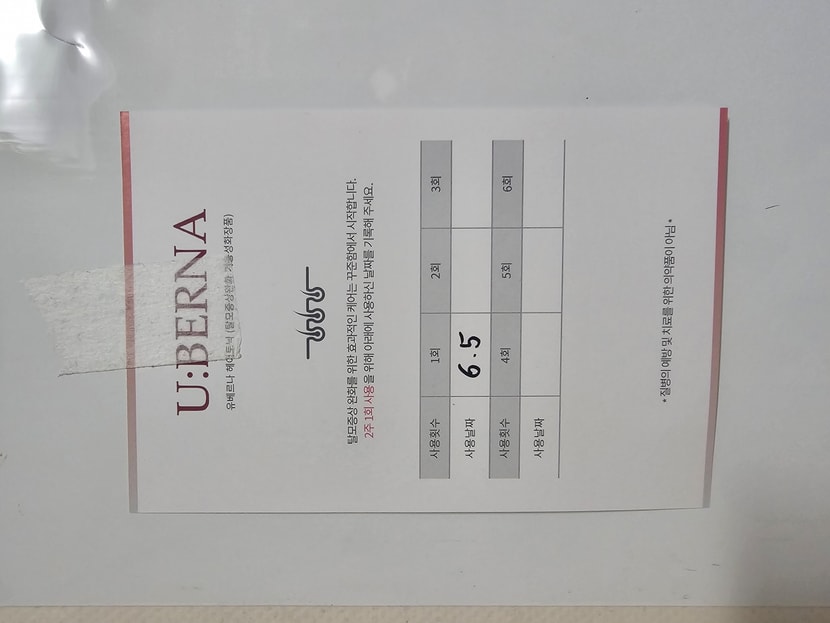 U:BERNA
유베르나 헤어토닉 (탈모증상완화 기능성화장품)
탈모증상 완화를 위한 효과적인 케어는 꾸준함에서 시작합니다.
2주 1회 사용을 위해 아래에 사용하신 날짜를 기록해 주세요.
사용횟수 1회 2회 3회
사용날짜 6.5
사용횟수 4회 5회 6회
사용날짜
* 질병의 예방 및 치료를 위한 의약품이 아님 *